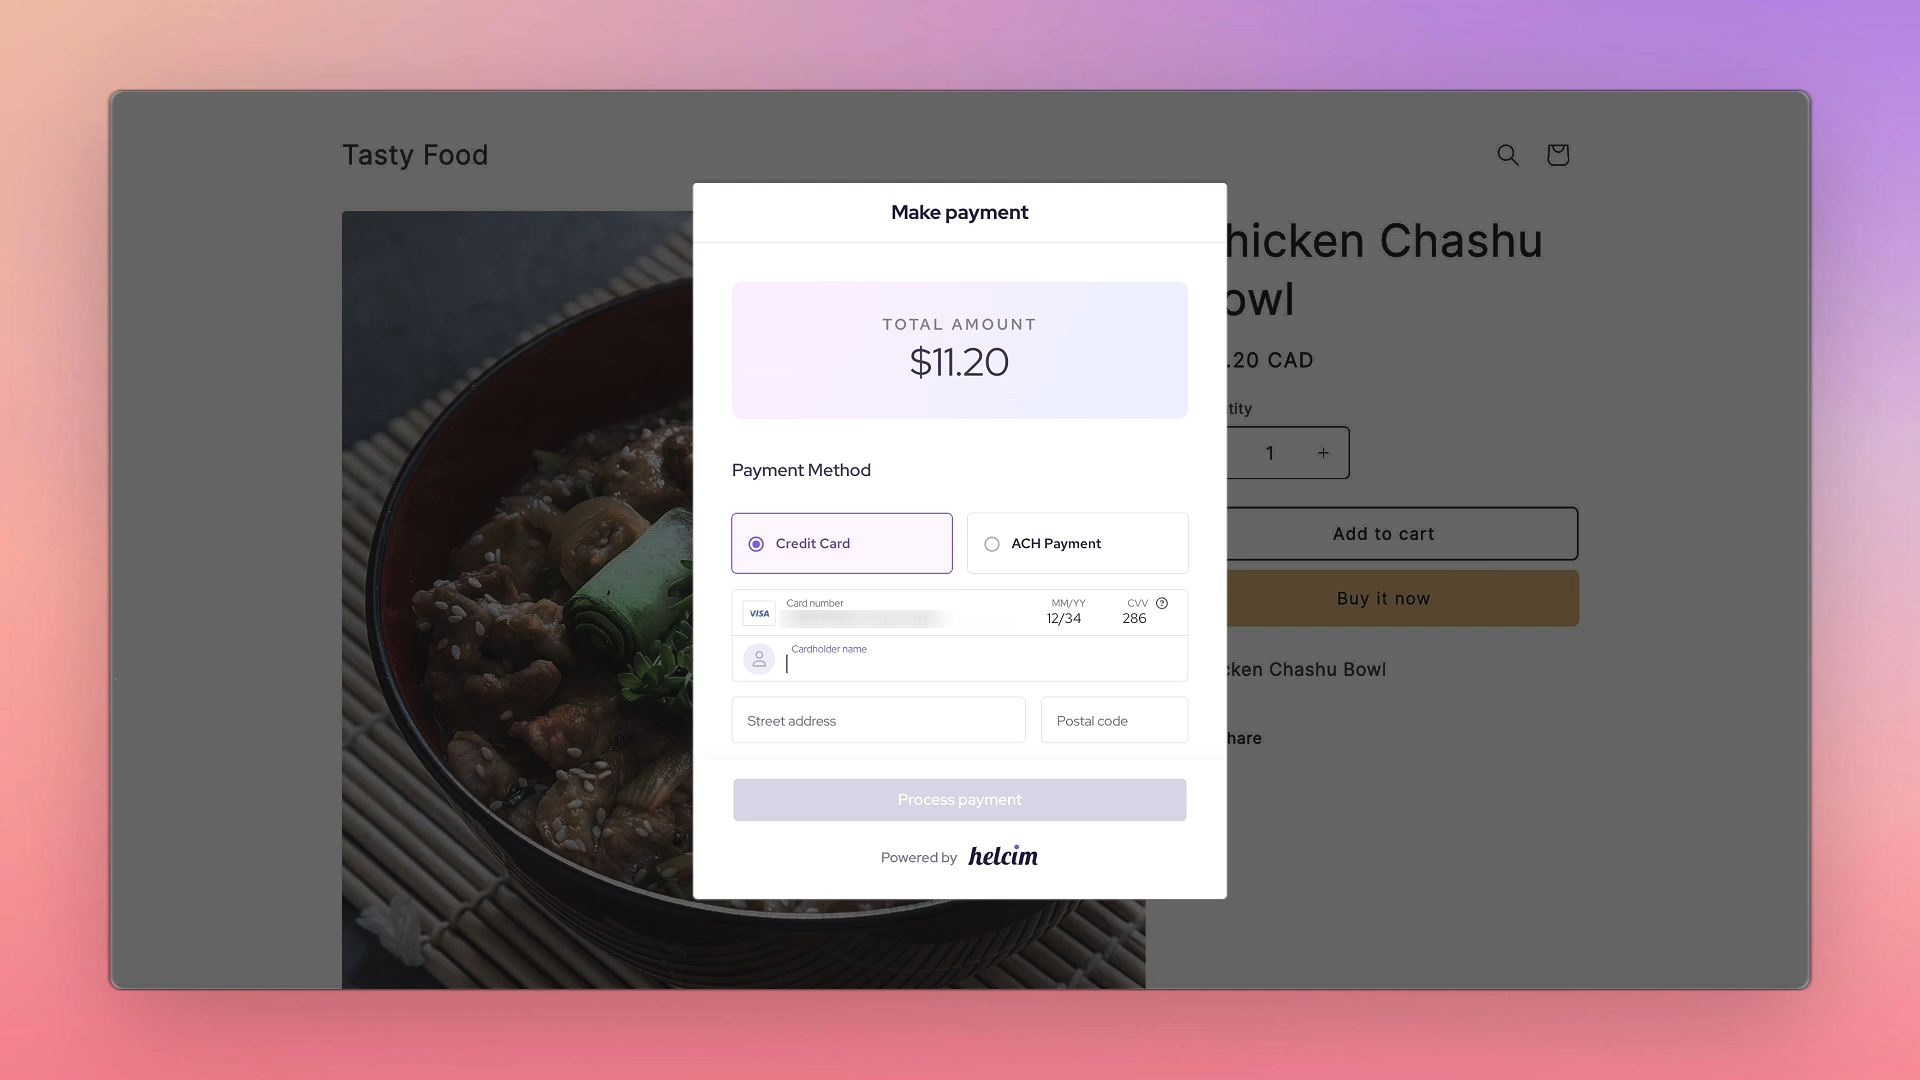 Tasty Food
Make payment
TOTAL AMOUNT
$11.20
Payment Method
Credit Card
ACH Payment
VISA
Card number
MM/YY
12/34
CVV
286
Cardholder name
Street address
Postal code
Process payment
Powered by helcim
hicken Chashu
owl
.20 CAD
tity
1 +
Add to cart
Buy it now
cken Chashu Bowl
hare